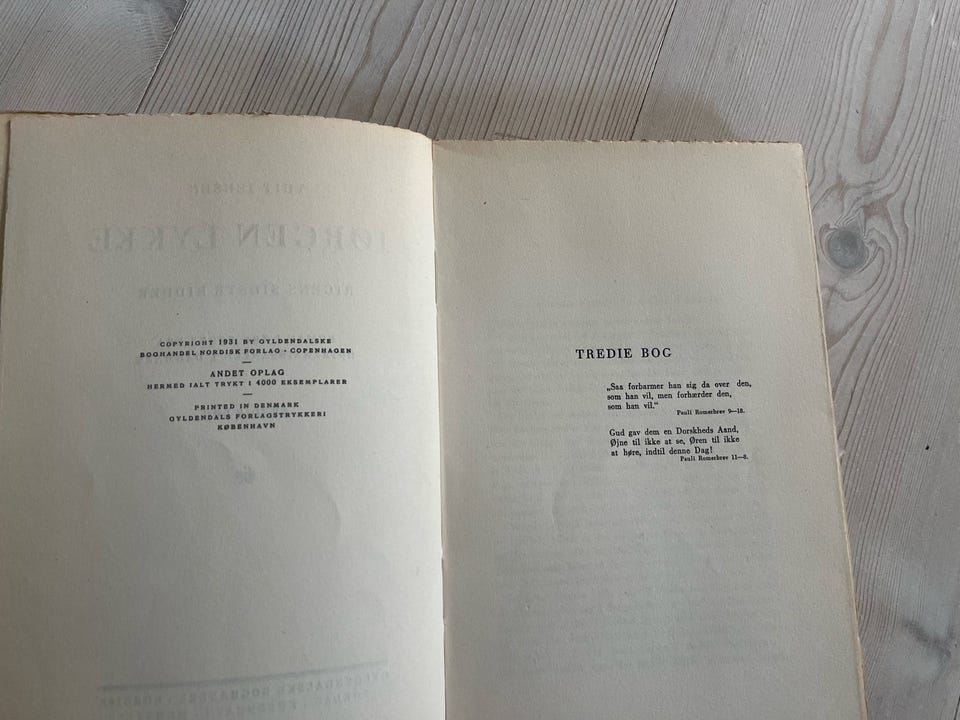 COPYRIGHT 1931 BY GYLDENDALSKE
BOGHANDEL NORDISK FORLAG · COPENHAGEN
ANDET OPLAG
HERMED IALT TRYKT I 4000 EKSEMPLARER
PRINTED IN DENMARK
GYLDENDALS FORLAGSTRYKKERI
KØBENHAVN
TREDIE BOG
„Saa forbarmer han sig da over den,
som han vil, men forhærder den,
som han vil.“
Pauli Romerbrev 9—18.
Gud gav dem en Dorskheds Aand,
Øjne til ikke at se, Øren til ikke
at høre, indtil denne Dag!
Pauli Romerbrev 11—8.